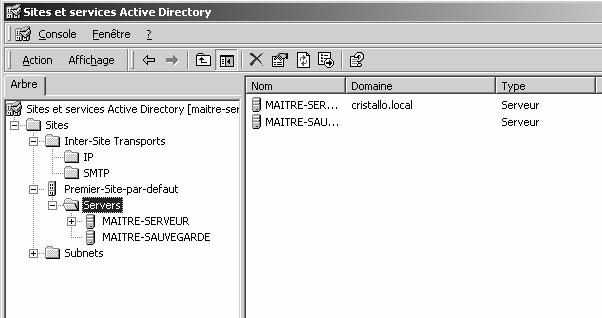 Sites et services Active Directory
Console Fenêtre ?
Action Affichage
Arbre
Nom Domaine Type
Sites et services Active Directory [maitre-ser
MAITRE-SER... cristallo.local Serveur
MAITRE-SAU... Serveur
Sites
Inter-Site Transports
IP
SMTP
Premier-Site-par-defaut
Servers
MAITRE-SERVEUR
MAITRE-SAUVEGARDE
Subnets